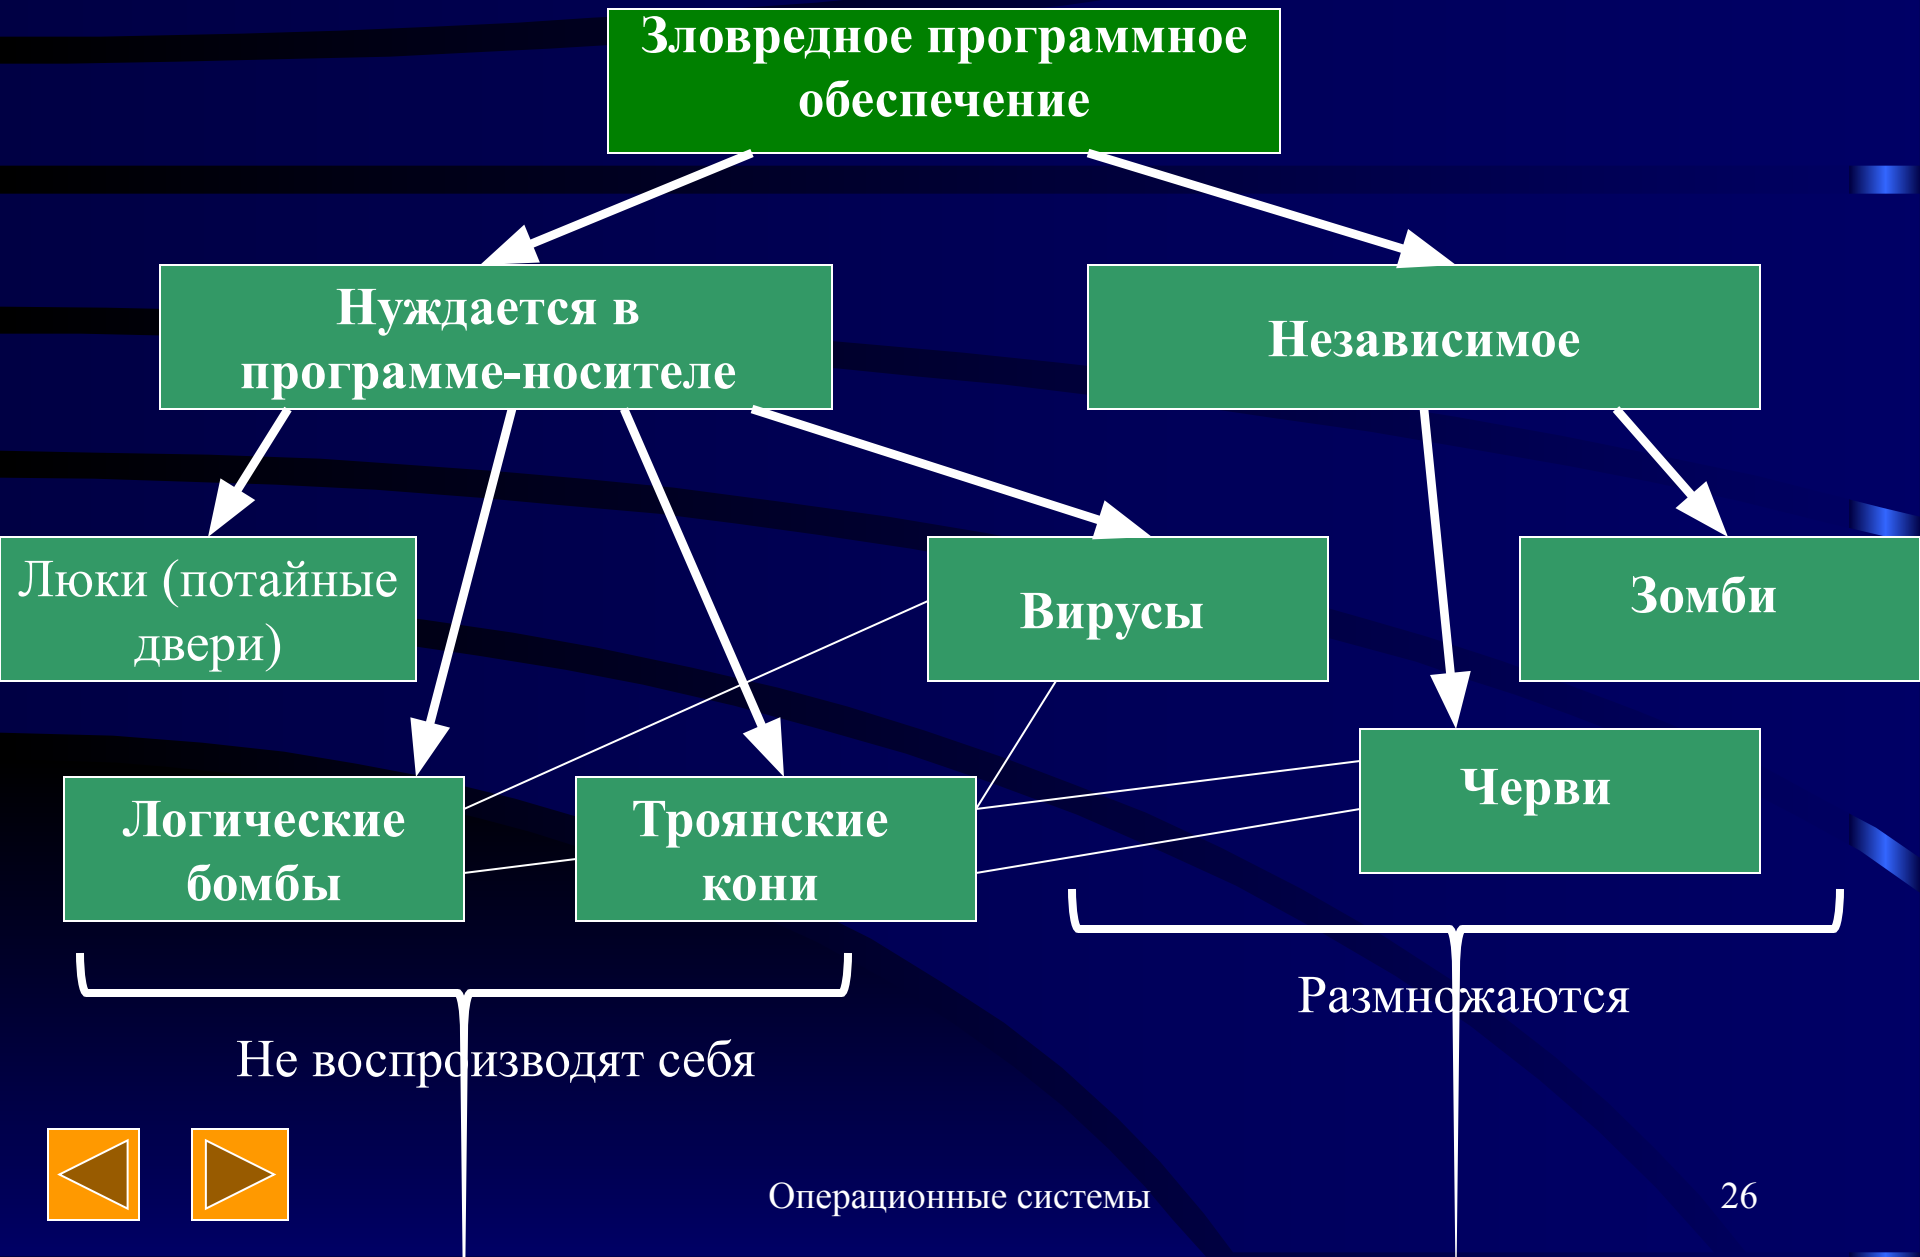 Зловредное программное
обеспечение
Нуждается в
программе-носителе
Независимое
Люки (потайные
двери)
Вирусы
Зомби
Логические
бомбы
Троянские
кони
Черви
Размножаются
Не воспроизводят себя
Операционные системы
26